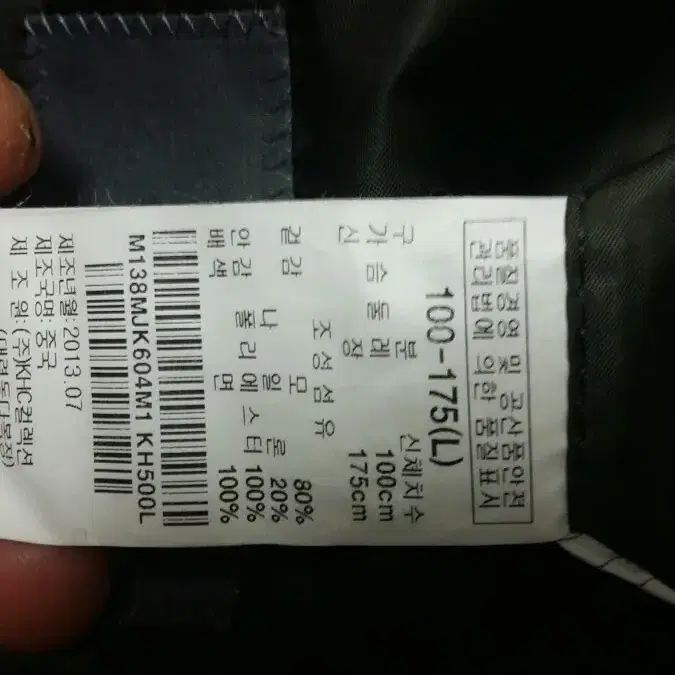 품질경영 및 공산품안전
관리법에 의한 품질표시
100-175(L)
구 분 신체치수
가슴둘레 100cm
신 장 175cm
조성섬유
겉감 모 80%
나일론 20%
안감 폴리에스터 100%
배색 면 100%
M138MJK604M1 KH500L
제조년월: 2013.07
제조국명: 중국
제 조 원: (주)KHC컬렉션